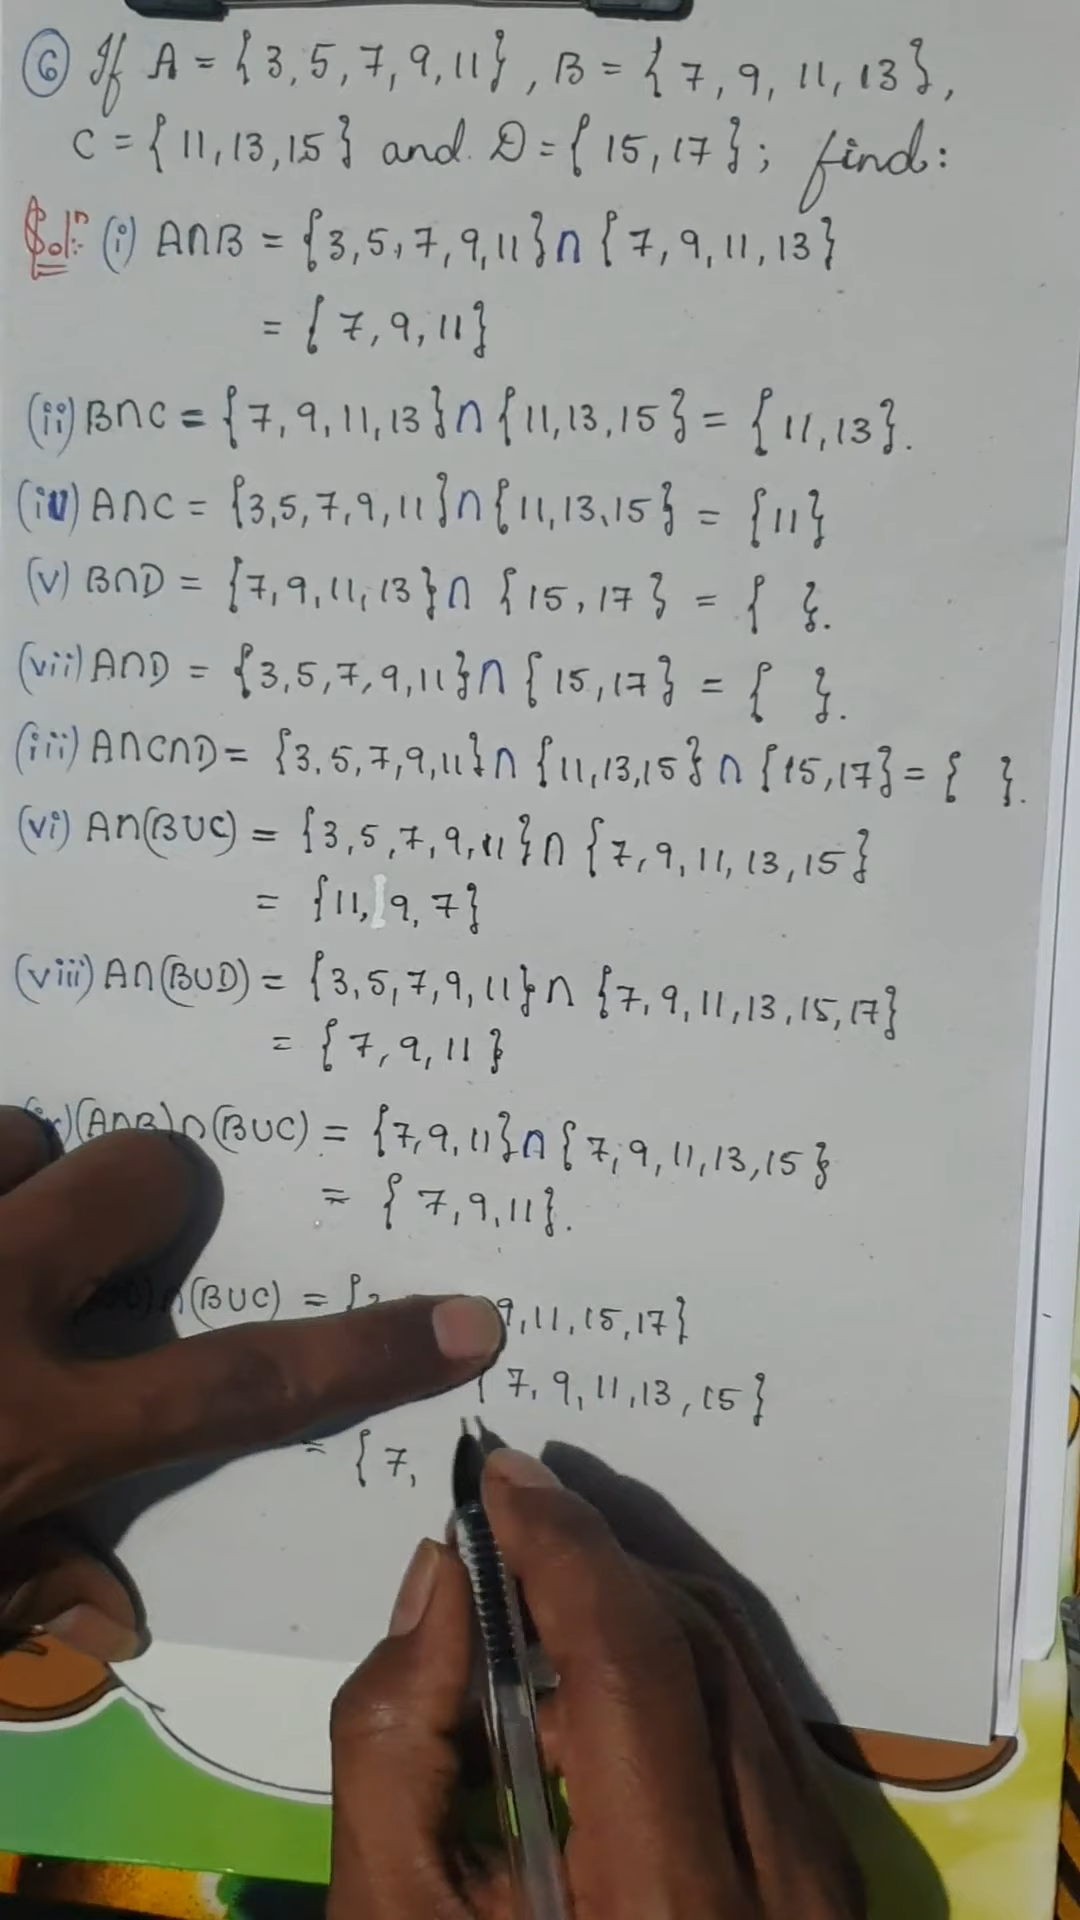 6 If A = {3, 5, 7, 9, 11}, B = {7, 9, 11, 13},
C = {11, 13, 15} and D = {15, 17}; find:
Solⁿ:- (i) A∩B = {3, 5, 7, 9, 11} ∩ {7, 9, 11, 13}
= {7, 9, 11}
(ii) B∩C = {7, 9, 11, 13} ∩ {11, 13, 15} = {11, 13}.
(iv) A∩C = {3, 5, 7, 9, 11} ∩ {11, 13, 15} = {11}
(v) B∩D = {7, 9, 11, 13} ∩ {15, 17} = { }.
(vii) A∩D = {3, 5, 7, 9, 11} ∩ {15, 17} = { }.
(iii) A∩C∩D = {3, 5, 7, 9, 11} ∩ {11, 13, 15} ∩ {15, 17} = { }.
(vi) A∩(B∪C) = {3, 5, 7, 9, 11} ∩ {7, 9, 11, 13, 15}
= {11, 9, 7}
(viii) A∩(B∪D) = {3, 5, 7, 9, 11} ∩ {7, 9, 11, 13, 15, 17}
= {7, 9, 11}
(A∩B)∩(B∪C) = {7, 9, 11} ∩ {7, 9, 11, 13, 15}
= {7, 9, 11}.
∩(B∪C) = { 9, 11, 15, 17}
{7, 9, 11, 13, 15}
= {7,